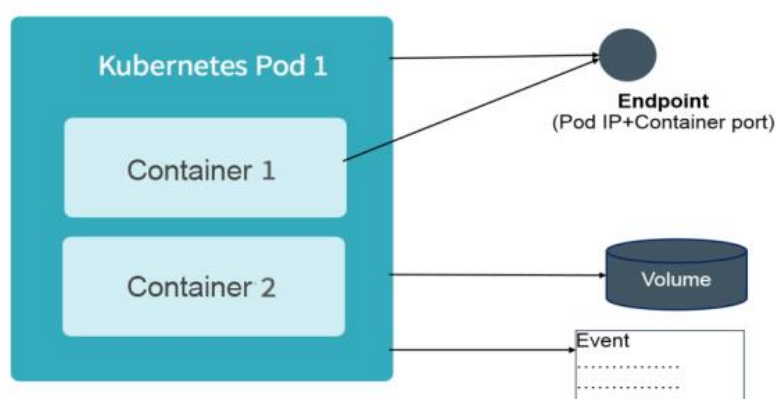 Kubernetes Pod 1
Container 1
Container 2
Endpoint
(Pod IP+Container port)
Volume
Event
...............
...............